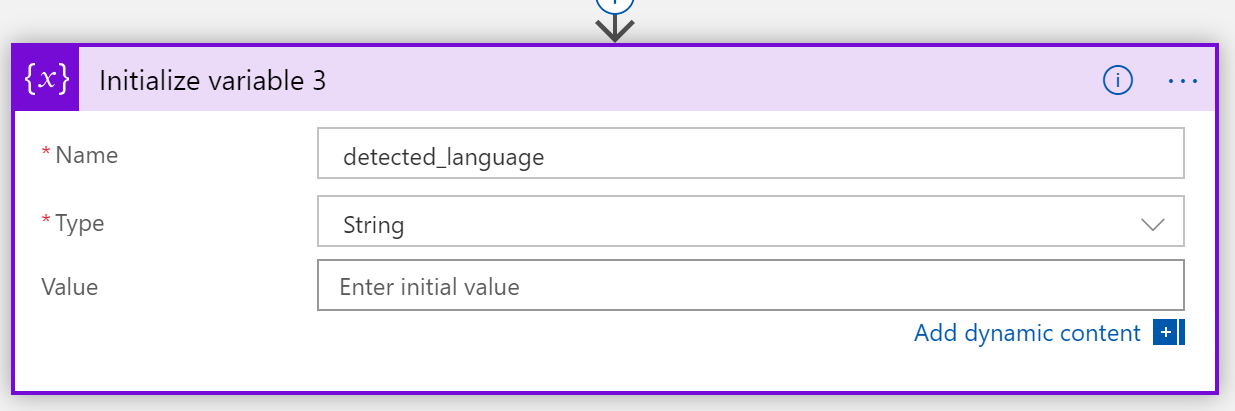 {x} Initialize variable 3
* Name detected_language
* Type String
Value Enter initial value
Add dynamic content